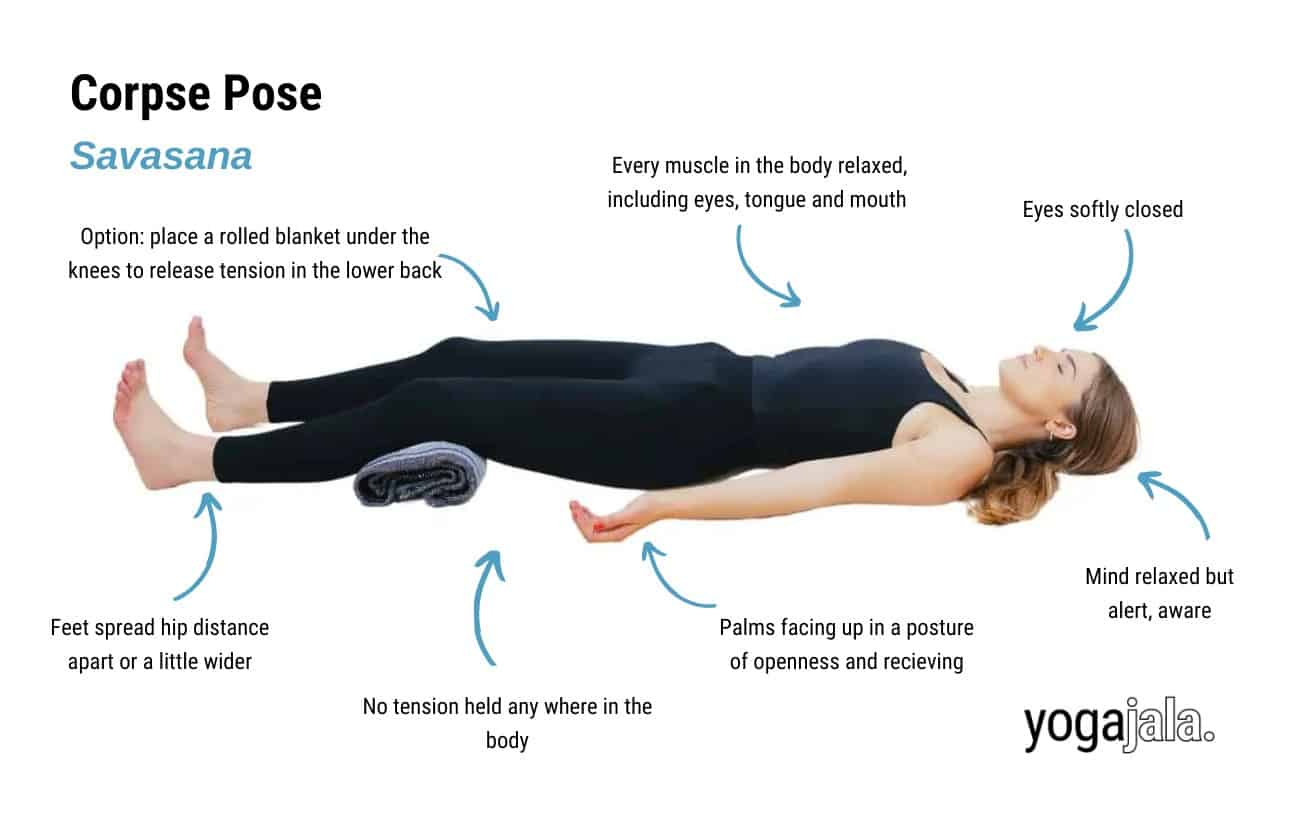 Corpse Pose
Savasana
Every muscle in the body relaxed,
including eyes, tongue and mouth
Eyes softly closed
Option: place a rolled blanket under the
knees to release tension in the lower back
Mind relaxed but
alert, aware
Feet spread hip distance
apart or a little wider
Palms facing up in a posture
of openness and recieving
No tension held any where in the
body
yogajala.